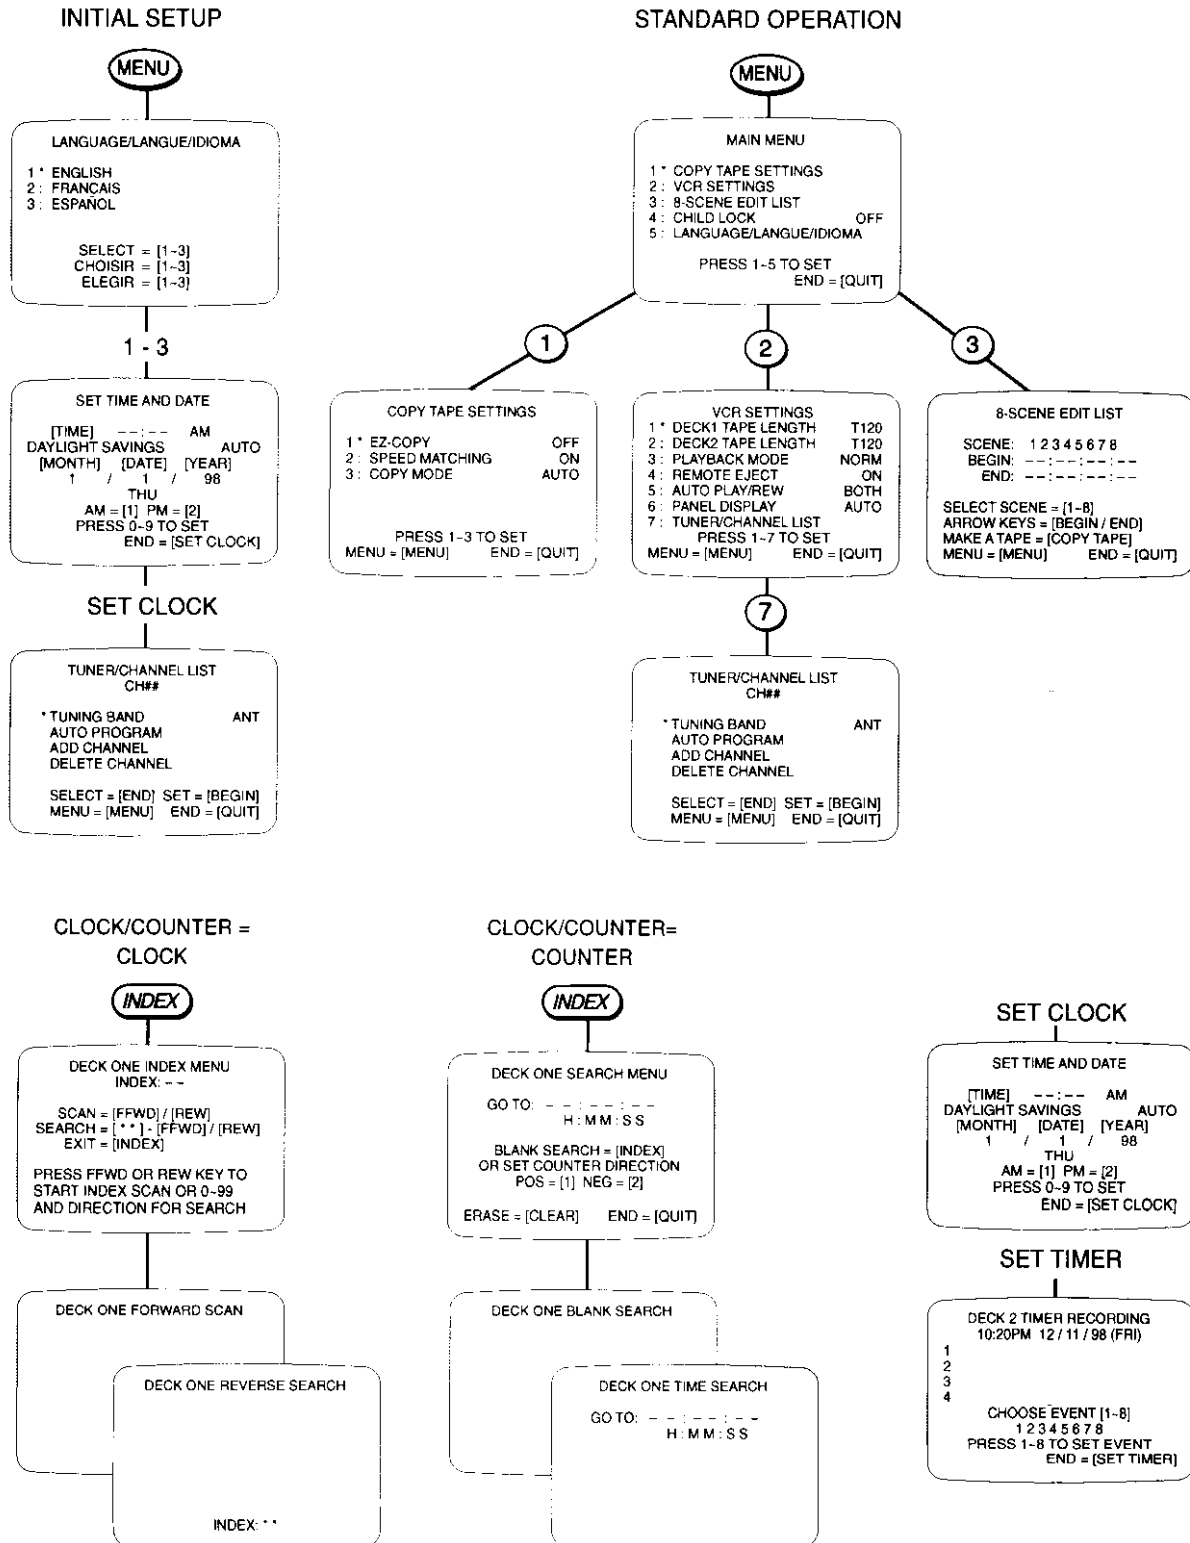 INITIAL SETUP
MENU
LANGUAGE/LANGUE/IDIOMA
1 * ENGLISH
2 : FRANÇAIS
3 : ESPAÑOL
SELECT = [1~3]
CHOISIR = [1~3]
ELEGIR = [1~3]
1 - 3
SET TIME AND DATE
[TIME] --:-- AM
DAYLIGHT SAVINGS AUTO
[MONTH] [DATE] [YEAR]
1 / 1 / 98
THU
AM = [1] PM = [2]
PRESS 0~9 TO SET
END = [SET CLOCK]
SET CLOCK
TUNER/CHANNEL LIST
CH##
* TUNING BAND ANT
AUTO PROGRAM
ADD CHANNEL
DELETE CHANNEL
SELECT = [END] SET = [BEGIN]
MENU = [MENU] END = [QUIT]
STANDARD OPERATION
MENU
MAIN MENU
1 * COPY TAPE SETTINGS
2 : VCR SETTINGS
3 : 8-SCENE EDIT LIST
4 : CHILD LOCK OFF
5 : LANGUAGE/LANGUE/IDIOMA
PRESS 1~5 TO SET
END = [QUIT]
1
2
3
COPY TAPE SETTINGS
1 * EZ-COPY OFF
2 : SPEED MATCHING ON
3 : COPY MODE AUTO
PRESS 1~3 TO SET
MENU = [MENU] END = [QUIT]
VCR SETTINGS
1 * DECK1 TAPE LENGTH T120
2 : DECK2 TAPE LENGTH T120
3 : PLAYBACK MODE NORM
4 : REMOTE EJECT ON
5 : AUTO PLAY/REW BOTH
6 : PANEL DISPLAY AUTO
7 : TUNER/CHANNEL LIST
PRESS 1~7 TO SET
MENU = [MENU] END = [QUIT]
8-SCENE EDIT LIST
SCENE: 1 2 3 4 5 6 7 8
BEGIN: --:--:--:--
END: --:--:--:--
SELECT SCENE = [1~8]
ARROW KEYS = [BEGIN / END]
MAKE A TAPE = [COPY TAPE]
MENU = [MENU] END = [QUIT]
7
TUNER/CHANNEL LIST
CH##
* TUNING BAND ANT
AUTO PROGRAM
ADD CHANNEL
DELETE CHANNEL
SELECT = [END] SET = [BEGIN]
MENU = [MENU] END = [QUIT]
CLOCK/COUNTER =
CLOCK
INDEX
DECK ONE INDEX MENU
INDEX: --
SCAN = [FFWD] / [REW]
SEARCH = [ * * ] - [FFWD] / [REW]
EXIT = [INDEX]
PRESS FFWD OR REW KEY TO
START INDEX SCAN OR 0~99
AND DIRECTION FOR SEARCH
DECK ONE FORWARD SCAN
DECK ONE REVERSE SEARCH
INDEX: * *
CLOCK/COUNTER=
COUNTER
INDEX
DECK ONE SEARCH MENU
GO TO: - - : - - : - -
H : M M : S S
BLANK SEARCH = [INDEX]
OR SET COUNTER DIRECTION
POS = [1] NEG = [2]
ERASE = [CLEAR] END = [QUIT]
DECK ONE BLANK SEARCH
DECK ONE TIME SEARCH
GO TO: - - : - - : - -
H : M M : S S
SET CLOCK
SET TIME AND DATE
[TIME] --:-- AM
DAYLIGHT SAVINGS AUTO
[MONTH] [DATE] [YEAR]
1 / 1 / 98
THU
AM = [1] PM = [2]
PRESS 0~9 TO SET
END = [SET CLOCK]
SET TIMER
DECK 2 TIMER RECORDING
10:20PM 12 / 11 / 98 (FRI)
1
2
3
4
CHOOSE EVENT [1~8]
1 2 3 4 5 6 7 8
PRESS 1~8 TO SET EVENT
END = [SET TIMER]